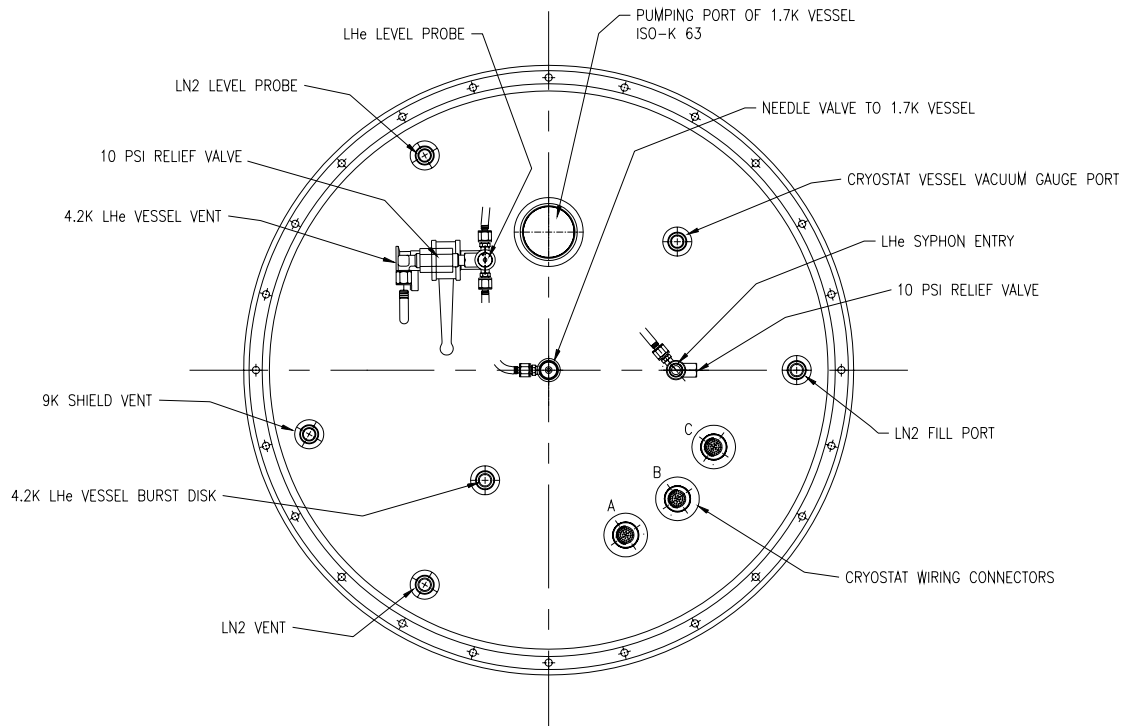 PUMPING PORT OF 1.7K VESSEL
ISO-K 63
LHe LEVEL PROBE
LN2 LEVEL PROBE
NEEDLE VALVE TO 1.7K VESSEL
10 PSI RELIEF VALVE
CRYOSTAT VESSEL VACUUM GAUGE PORT
4.2K LHe VESSEL VENT
LHe SYPHON ENTRY
10 PSI RELIEF VALVE
9K SHIELD VENT
LN2 FILL PORT
C
B
4.2K LHe VESSEL BURST DISK
A
CRYOSTAT WIRING CONNECTORS
LN2 VENT